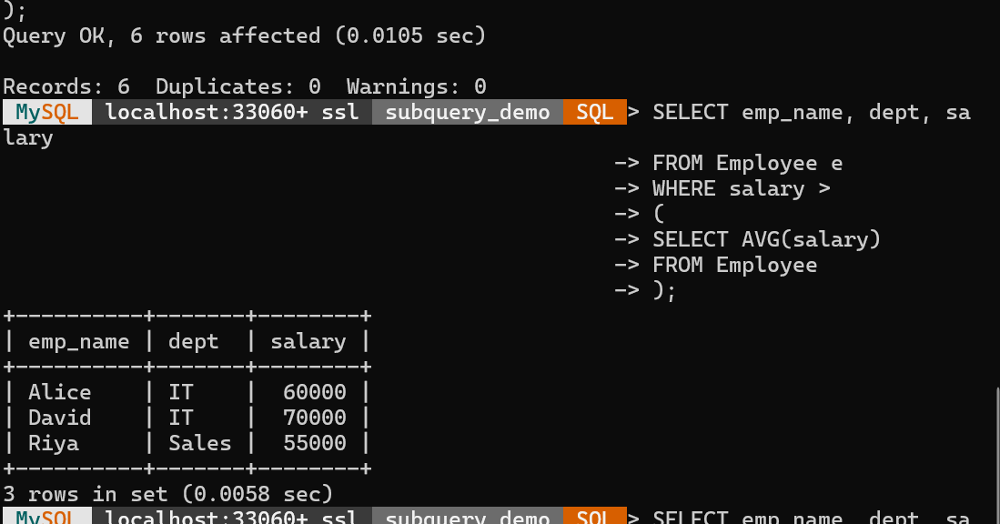 );
Query OK, 6 rows affected (0.0105 sec)
Records: 6  Duplicates: 0  Warnings: 0
MySQL localhost:33060+ ssl subquery_demo SQL > SELECT emp_name, dept, sa
lary
-> FROM Employee e
-> WHERE salary >
-> (
-> SELECT AVG(salary)
-> FROM Employee
-> );
+----------+-------+--------+
| emp_name | dept  | salary |
+----------+-------+--------+
| Alice    | IT    |  60000 |
| David    | IT    |  70000 |
| Riya     | Sales |  55000 |
+----------+-------+--------+
3 rows in set (0.0058 sec)
MySQL localhost:33060+ ssl subquery_demo SQL > SELECT emp_name, dept, sa